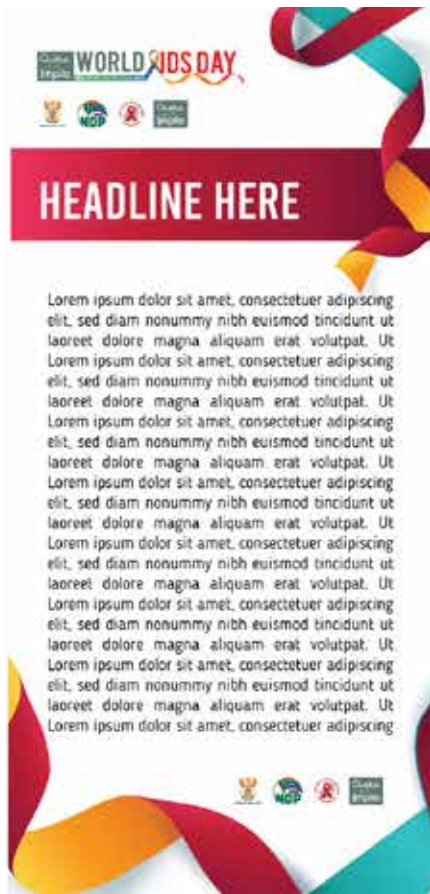 WORLD AIDS DAY
NDP
HEADLINE HERE
Lorem ipsum dolor sit amet, consectetuer adipiscing
elit, sed diam nonummy nibh euismod tincidunt ut
laoreet dolore magna aliquam erat volutpat. Ut
Lorem ipsum dolor sit amet, consectetuer adipiscing
elit, sed diam nonummy nibh euismod tincidunt ut
laoreet dolore magna aliquam erat volutpat. Ut
Lorem ipsum dolor sit amet, consectetuer adipiscing
elit, sed diam nonummy nibh euismod tincidunt ut
laoreet dolore magna aliquam erat volutpat. Ut
Lorem ipsum dolor sit amet, consectetuer adipiscing
elit, sed diam nonummy nibh euismod tincidunt ut
laoreet dolore magna aliquam erat volutpat. Ut
Lorem ipsum dolor sit amet, consectetuer adipiscing
elit, sed diam nonummy nibh euismod tincidunt ut
laoreet dolore magna aliquam erat volutpat. Ut
Lorem ipsum dolor sit amet, consectetuer adipiscing
elit, sed diam nonummy nibh euismod tincidunt ut
laoreet dolore magna aliquam erat volutpat. Ut
Lorem ipsum dolor sit amet, consectetuer adipiscing
elit, sed diam nonummy nibh euismod tincidunt ut
laoreet dolore magna aliquam erat volutpat. Ut
Lorem ipsum dolor sit amet, consectetuer adipiscing
NDP